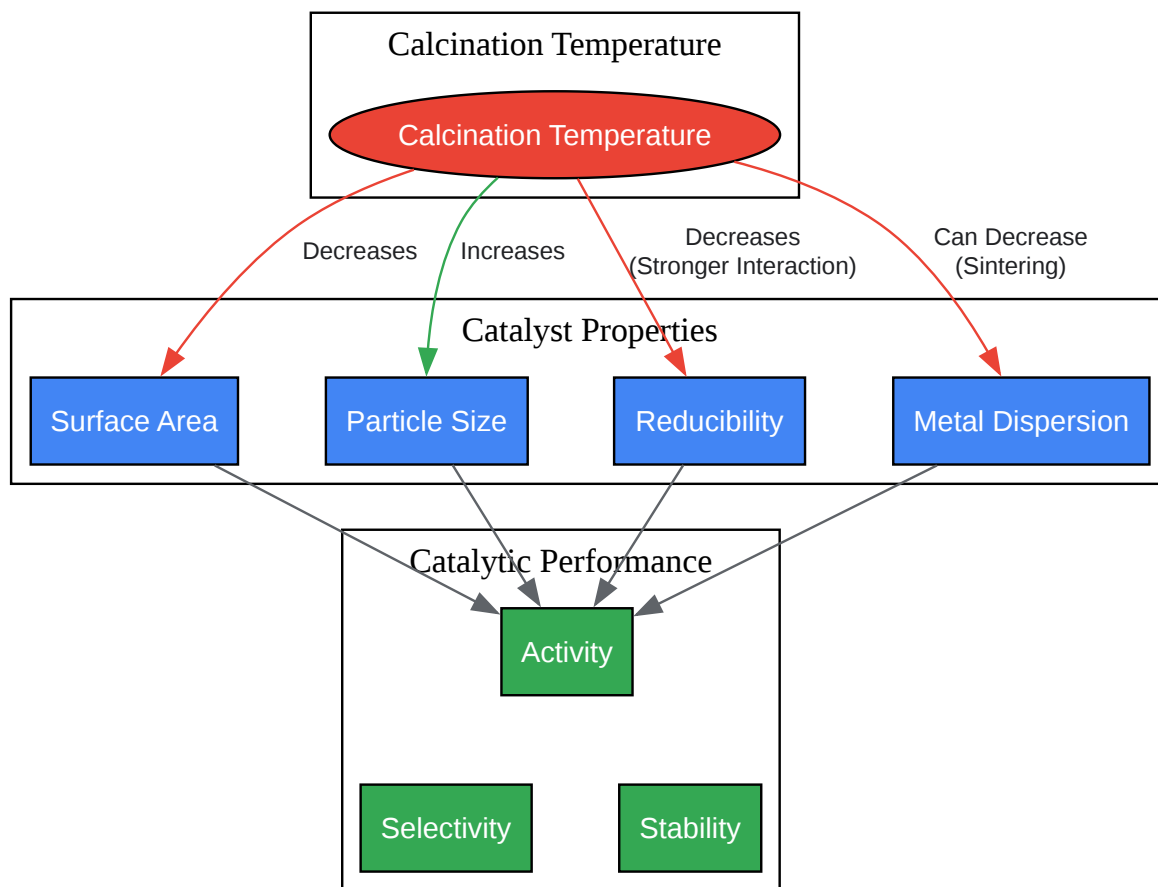 Calcination Temperature
Calcination Temperature
Decreases
Increases
Decreases
(Stronger Interaction)
Can Decrease
(Sintering)
Catalyst Properties
Surface Area
Particle Size
Reducibility
Metal Dispersion
Catalytic Performance
Activity
Selectivity
Stability